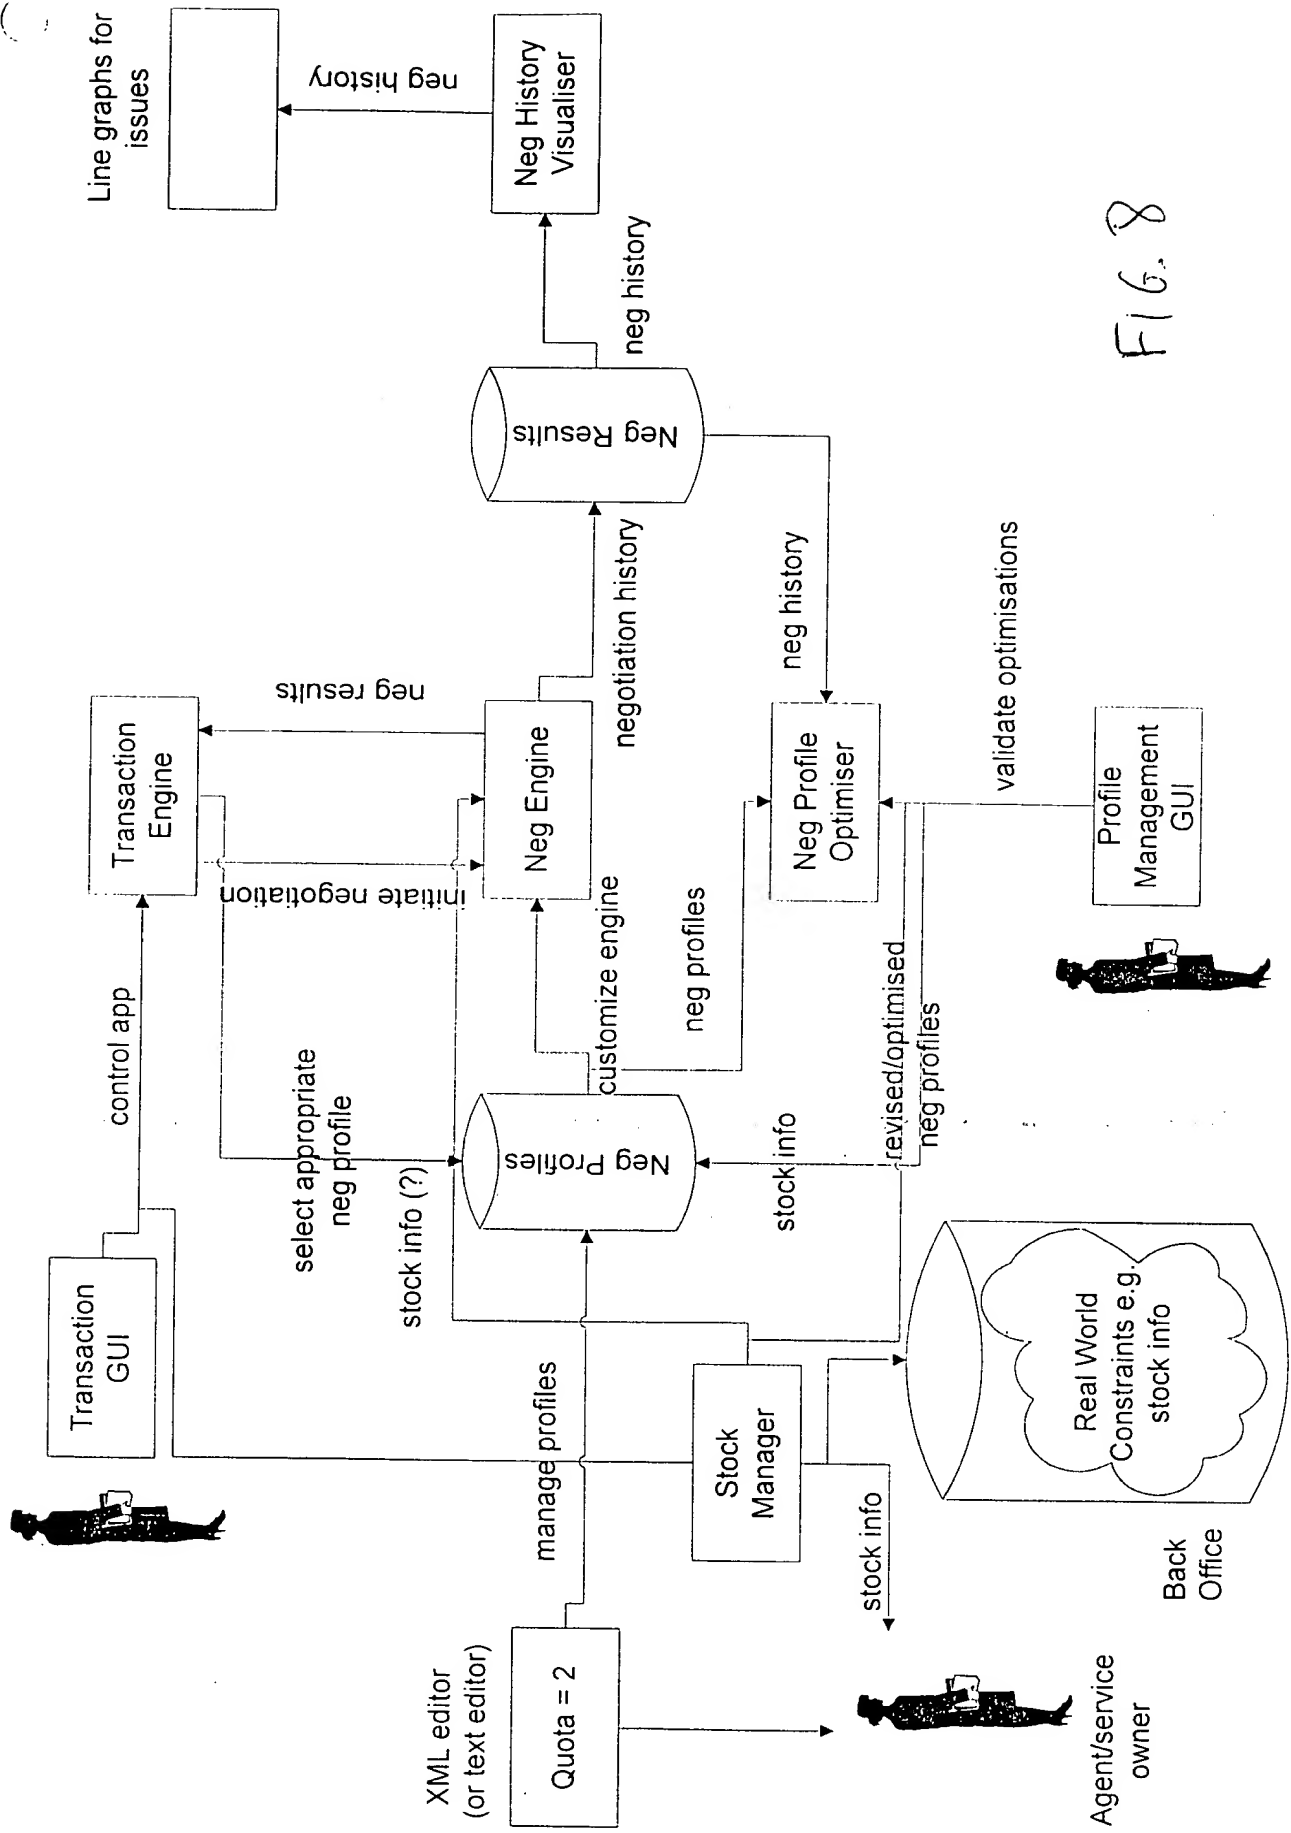 Line graphs for
issues
neg history
Neg History
Visualiser
neg history
Neg Results
FIG. 8
Transaction
Engine
neg results
negotiation history
Neg Engine
initiate negotiation
neg history
Neg Profile
Optimiser
validate optimisations
Profile
Management
GUI
control app
customize engine
neg profiles
select appropriate
neg profile
Neg Profiles
stock info
revised/optimised
neg profiles
stock info (?)
Transaction
GUI
manage profiles
Stock
Manager
Real World
Constraints e.g.
stock info
stock info
Back
Office
XML editor
(or text editor)
Quota = 2
Agent/service
owner